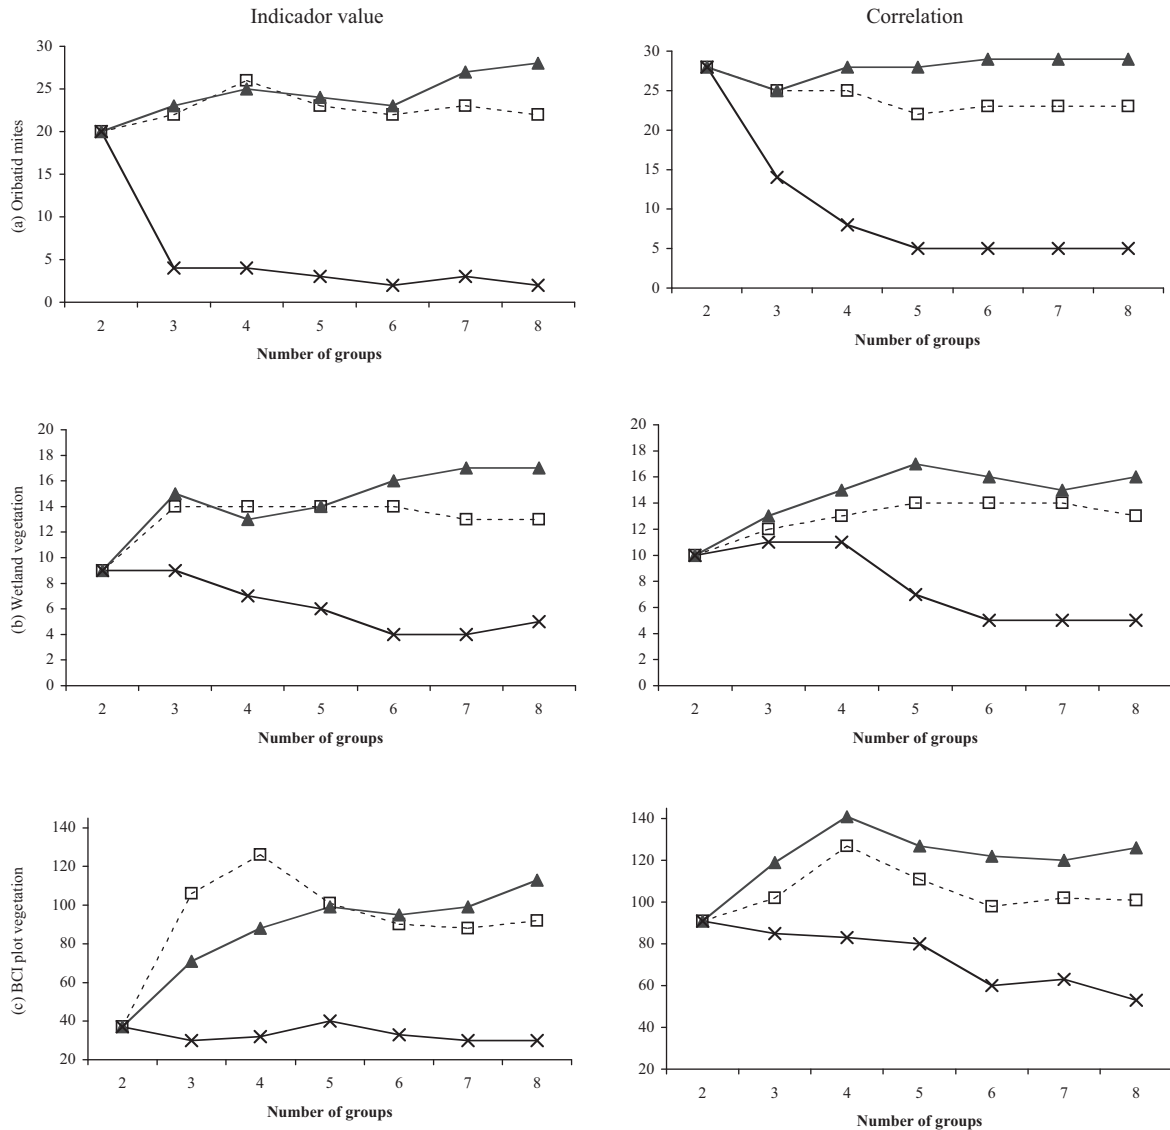 Indicador value
Correlation
(a) Oribatid mites
30
25
20
15
10
5
0
2 3 4 5 6 7 8
Number of groups
30
25
20
15
10
5
0
2 3 4 5 6 7 8
Number of groups
(b) Wetland vegetation
20
18
16
14
12
10
8
6
4
2
0
2 3 4 5 6 7 8
Number of groups
20
18
16
14
12
10
8
6
4
2
0
2 3 4 5 6 7 8
Number of groups
(c) BCI plot vegetation
140
120
100
80
60
40
20
2 3 4 5 6 7 8
Number of groups
140
120
100
80
60
40
20
2 3 4 5 6 7 8
Number of groups